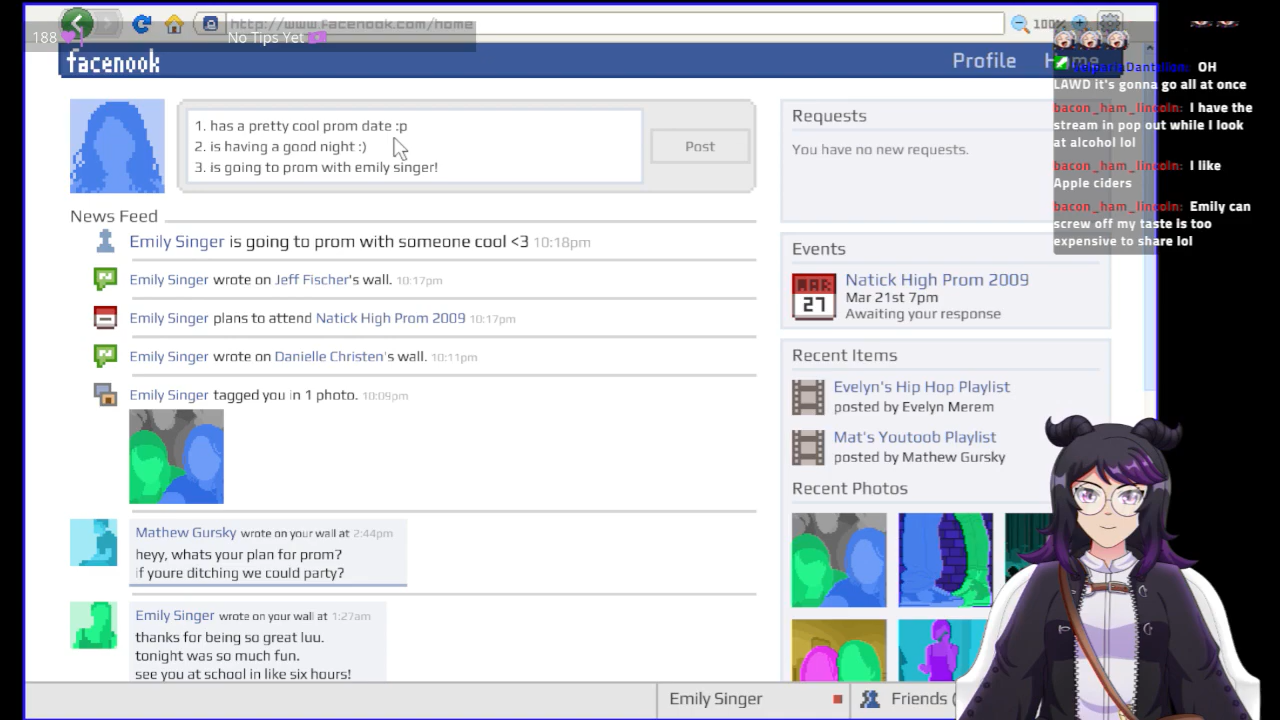 http://www.facenook.com/home
100%
188
No Tips Yet
facenook
Profile
Home
1. has a pretty cool prom date :p
2. is having a good night :)
3. is going to prom with emily singer!
Post
News Feed
Emily Singer is going to prom with someone cool <3 10:18pm
Emily Singer wrote on Jeff Fischer's wall. 10:17pm
Emily Singer plans to attend Natick High Prom 2009 10:17pm
Emily Singer wrote on Danielle Christen's wall. 10:11pm
Emily Singer tagged you in 1 photo. 10:09pm
Mathew Gursky wrote on your wall at 2:44pm
heyy, whats your plan for prom?
if youre ditching we could party?
Emily Singer wrote on your wall at 1:27am
thanks for being so great luu.
tonight was so much fun.
see you at school in like six hours!
Requests
You have no new requests.
Events
MAR
27
Natick High Prom 2009
Mar 21st 7pm
Awaiting your response
Recent Items
Evelyn's Hip Hop Playlist
posted by Evelyn Merem
Mat's Youtoob Playlist
posted by Mathew Gursky
Recent Photos
Emily Singer
Friends (
OH
LAWD it's gonna go all at once
bacon_ham_lincoln: I have the
stream in pop out while I look
at alcohol lol
bacon_ham_lincoln: I like
Apple ciders
bacon_ham_lincoln: Emily can
screw off my taste is too
expensive to share lol